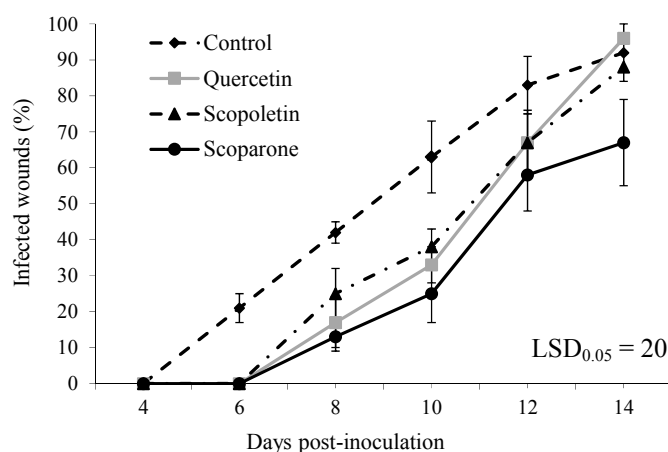 Infected wounds (%)
100
90
80
70
60
50
40
30
20
10
0
Control
Quercetin
Scopoletin
Scoparone
LSD0.05 = 20
4 6 8 10 12 14
Days post-inoculation